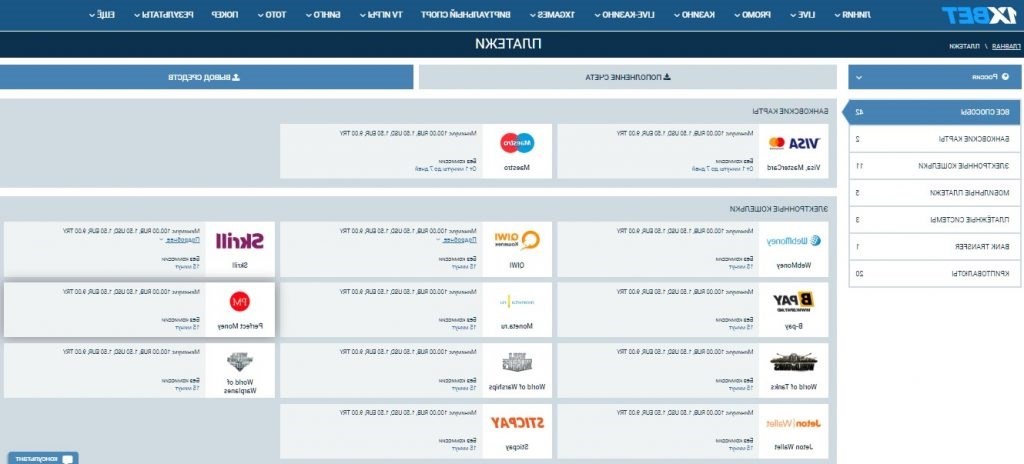 1XBET ЛИНИЯ LIVE PROMO КАЗИНО LIVE-КАЗИНО 1XGAMES ВИРТУАЛЬНЫЙ СПОРТ TV ИГРЫ БИНГО ТОТО ПОКЕР РЕЗУЛЬТАТЫ ЕЩЁ
ГЛАВНАЯ / ПЛАТЕЖИ
ПЛАТЕЖИ
Россия
ВСЕ СПОСОБЫ 42
БАНКОВСКИЕ КАРТЫ 2
ЭЛЕКТРОННЫЕ КОШЕЛЬКИ 11
МОБИЛЬНЫЕ ПЛАТЕЖИ 5
ПЛАТЁЖНЫЕ СИСТЕМЫ 3
BANK TRANSFER 1
КРИПТОВАЛЮТЫ 20
ПОПОЛНЕНИЕ СЧЕТА
ВЫВОД СРЕДСТВ
БАНКОВСКИЕ КАРТЫ
VISA
Visa, MasterCard
Минимум: 100.00 RUB, 1.50 USD, 1.50 EUR, 9.00 TRY
Без комиссии
От 1 минуты до 7 дней
Maestro
Maestro
Минимум: 100.00 RUB, 1.50 USD, 1.50 EUR, 9.00 TRY
Без комиссии
От 1 минуты до 7 дней
ЭЛЕКТРОННЫЕ КОШЕЛЬКИ
WebMoney
WebMoney
Минимум: 100.00 RUB, 1.50 USD, 1.50 EUR, 9.00 TRY
Без комиссии
15 минут
QIWI
Кошелек
QIWI
Минимум: 100.00 RUB, 1.50 USD, 1.50 EUR, 9.00 TRY
Подробнее
Без комиссии
15 минут
Skrill
Skrill
Минимум: 100.00 RUB, 1.50 USD, 1.50 EUR, 9.00 TRY
Подробнее
Без комиссии
15 минут
B PAY
B-pay
Минимум: 100.00 RUB, 1.50 USD, 1.50 EUR, 9.00 TRY
Без комиссии
15 минут
Moneta.ru
Минимум: 100.00 RUB, 1.50 USD, 1.50 EUR, 9.00 TRY
Без комиссии
15 минут
PM
Perfect Money
Минимум: 100.00 RUB, 1.50 USD, 1.50 EUR, 9.00 TRY
Без комиссии
15 минут
World of Tanks
Минимум: 100.00 RUB, 1.50 USD, 1.50 EUR, 9.00 TRY
Без комиссии
15 минут
World of Warships
Минимум: 100.00 RUB, 1.50 USD, 1.50 EUR, 9.00 TRY
Без комиссии
15 минут
World of
Warplanes
Минимум: 100.00 RUB, 1.50 USD, 1.50 EUR, 9.00 TRY
Без комиссии
15 минут
Jeton Wallet
Jeton Wallet
Минимум: 100.00 RUB, 1.50 USD, 1.50 EUR, 9.00 TRY
Без комиссии
15 минут
STICPAY
Sticpay
Минимум: 100.00 RUB, 1.50 USD, 1.50 EUR, 9.00 TRY
Без комиссии
15 минут
КОНСУЛЬТАНТ